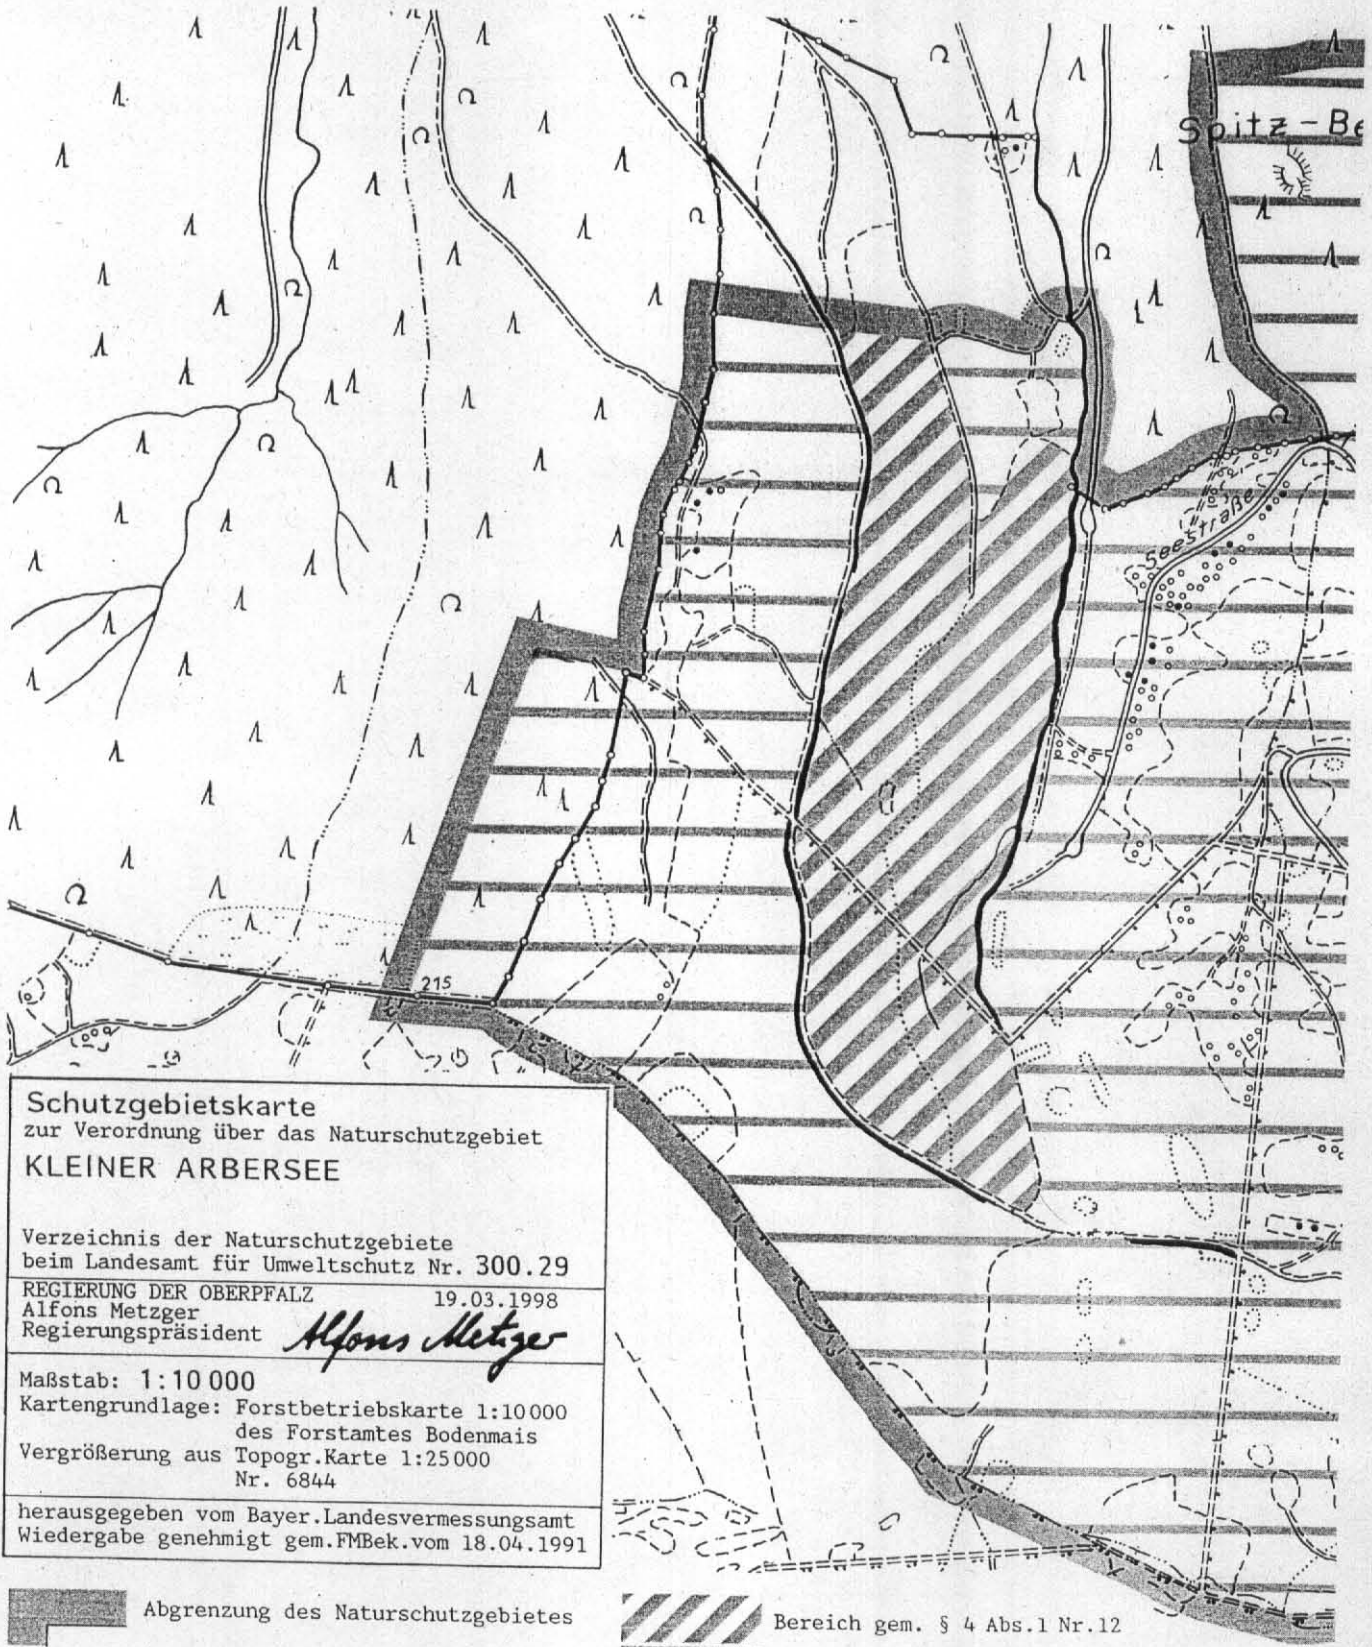 Spitz-Be
Seestraße
215
Schutzgebietskarte
zur Verordnung über das Naturschutzgebiet
KLEINER ARBERSEE
Verzeichnis der Naturschutzgebiete
beim Landesamt für Umweltschutz Nr. 300.29
REGIERUNG DER OBERPFALZ 19.03.1998
Alfons Metzger
Regierungspräsident Alfons Metzger
Maßstab: 1:10 000
Kartengrundlage: Forstbetriebskarte 1:10000
des Forstamtes Bodenmais
Vergrößerung aus Topogr.Karte 1:25000
Nr. 6844
herausgegeben vom Bayer.Landesvermessungsamt
Wiedergabe genehmigt gem.FMBek.vom 18.04.1991
Abgrenzung des Naturschutzgebietes
Bereich gem. § 4 Abs.1 Nr.12